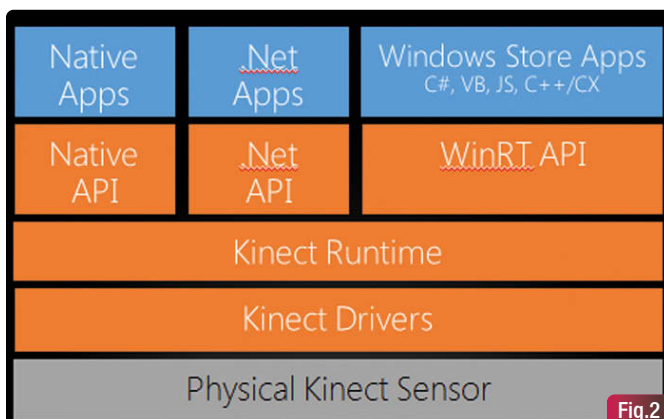 Native
Apps
.Net
Apps
Windows Store Apps
C#, VB, JS, C++/CX
Native
API
.Net
API
WinRT API
Kinect Runtime
Kinect Drivers
Physical Kinect Sensor
Fig.2